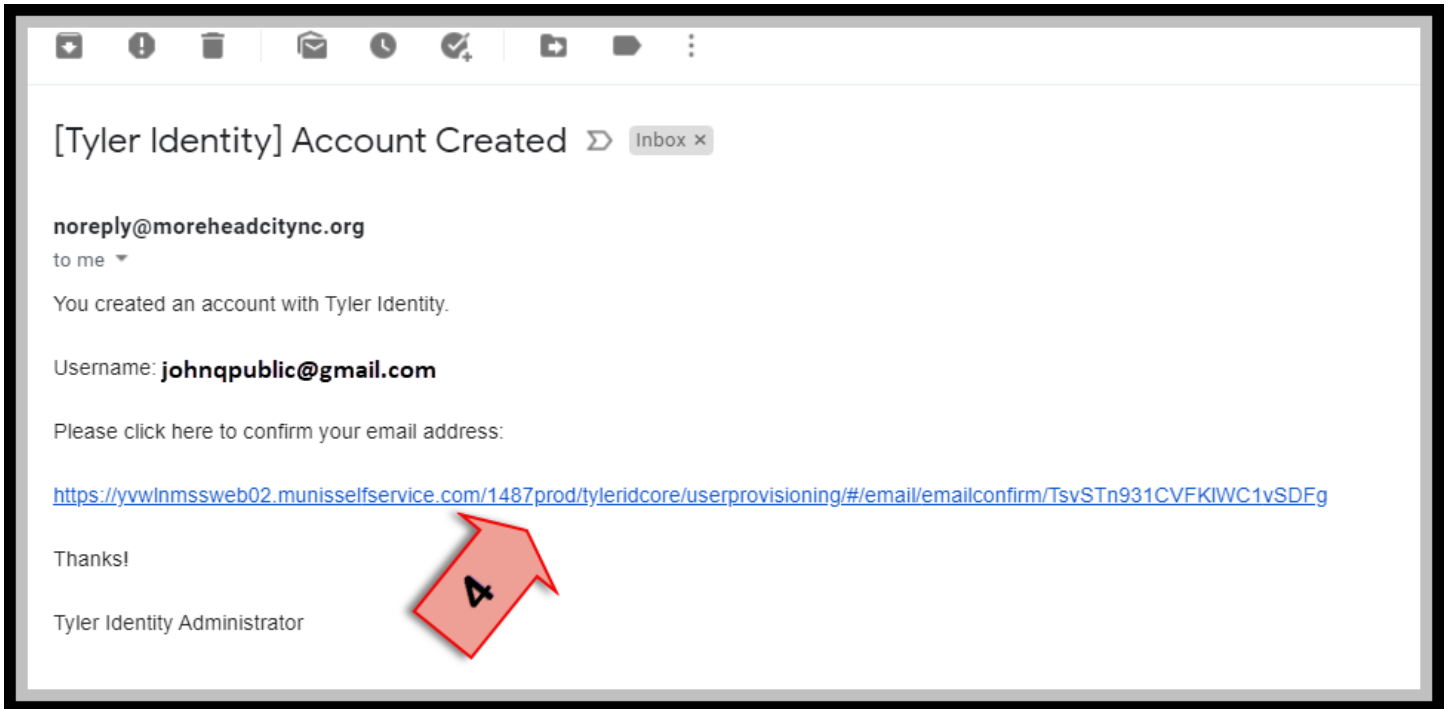 [Tyler Identity] Account Created Inbox ×
noreply@moreheadcitync.org
to me
You created an account with Tyler Identity.
Username: johnqpublic@gmail.com
Please click here to confirm your email address:
https://yvwlnmssweb02.munisselfservice.com/1487prod/tyleridcore/userprovisioning/#/email/emailconfirm/TsvSTn931CVFKlWC1vSDFg
4
Thanks!
Tyler Identity Administrator